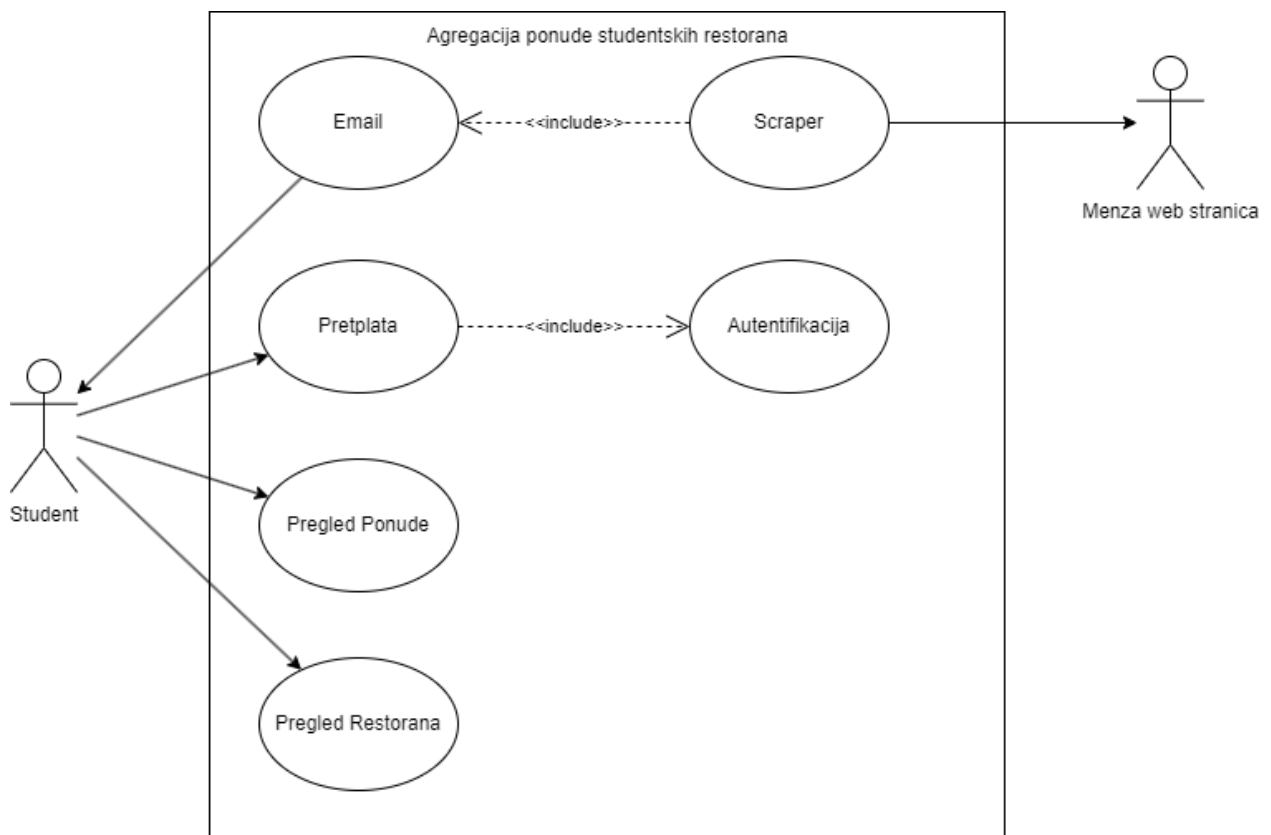 Agregacija ponude studentskih restorana
Email
<<include>>
Scraper
Menza web stranica
Pretplata
<<include>>
Autentifikacija
Student
Pregled Ponude
Pregled Restorana